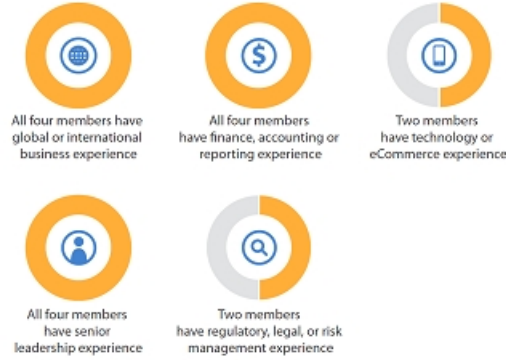 All four members have
global or international
business experience
All four members
have finance, accounting or
reporting experience
Two members
have technology or
eCommerce experience
All four members
have senior
leadership experience
Two members
have regulatory, legal, or risk
management experience